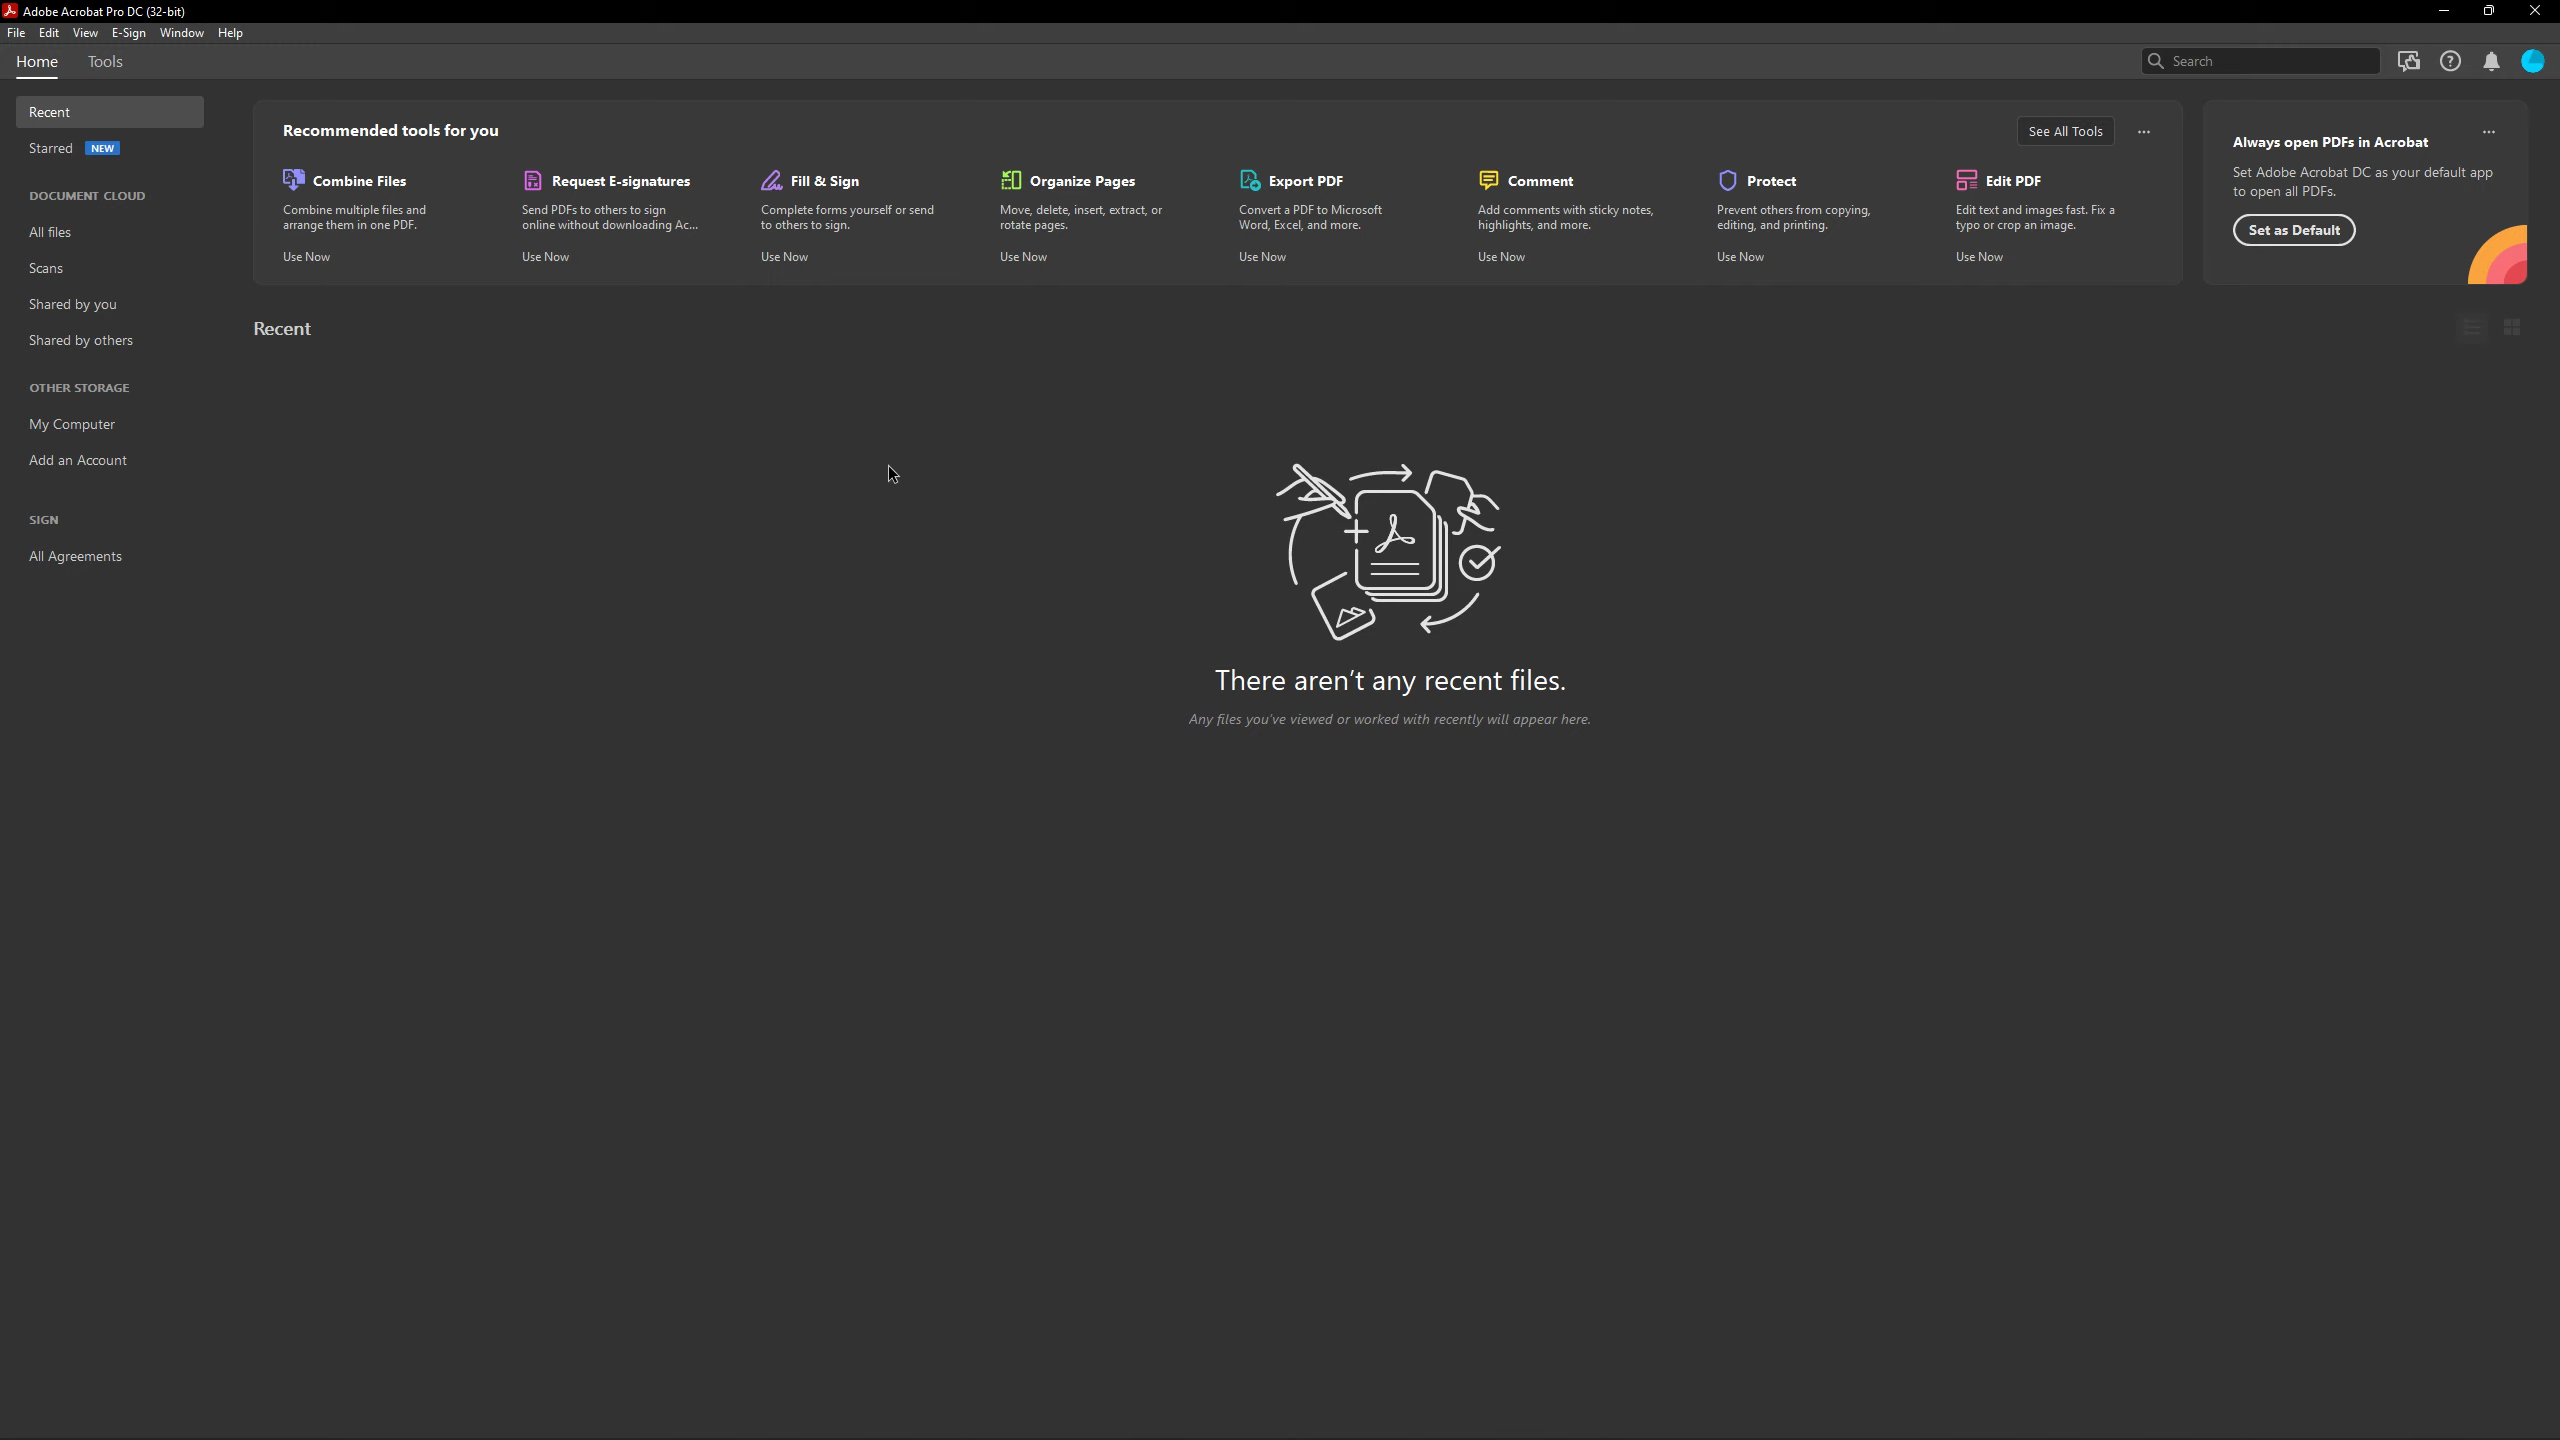 Adobe Acrobat Pro DC (32-bit)
File Edit View E-Sign Window Help
Home Tools
Search
Recent
Starred NEW
DOCUMENT CLOUD
All files
Scans
Shared by you
Shared by others
OTHER STORAGE
My Computer
Add an Account
SIGN
All Agreements
Recommended tools for you
See All Tools
Combine Files
Combine multiple files and
arrange them in one PDF.
Use Now
Request E-signatures
Send PDFs to others to sign
online without downloading Ac...
Use Now
Fill & Sign
Complete forms yourself or send
to others to sign.
Use Now
Organize Pages
Move, delete, insert, extract, or
rotate pages.
Use Now
Export PDF
Convert a PDF to Microsoft
Word, Excel, and more.
Use Now
Comment
Add comments with sticky notes,
highlights, and more.
Use Now
Protect
Prevent others from copying,
editing, and printing.
Use Now
Edit PDF
Edit text and images fast. Fix a
typo or crop an image.
Use Now
Always open PDFs in Acrobat
Set Adobe Acrobat DC as your default app
to open all PDFs.
Set as Default
Recent
There aren't any recent files.
Any files you've viewed or worked with recently will appear here.